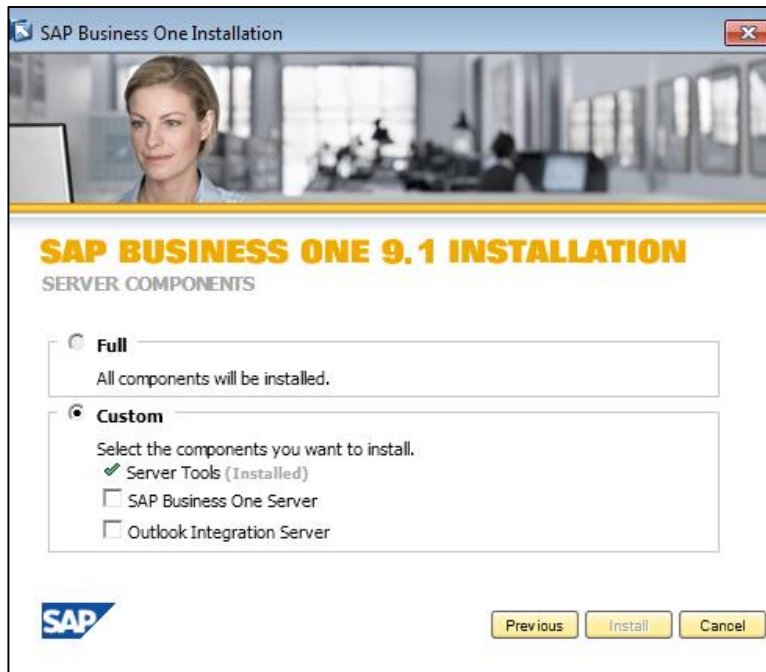 SAP Business One Installation
SAP BUSINESS ONE 9.1 INSTALLATION
SERVER COMPONENTS
Full
All components will be installed.
Custom
Select the components you want to install.
Server Tools (Installed)
SAP Business One Server
Outlook Integration Server
SAP
Previous Install Cancel